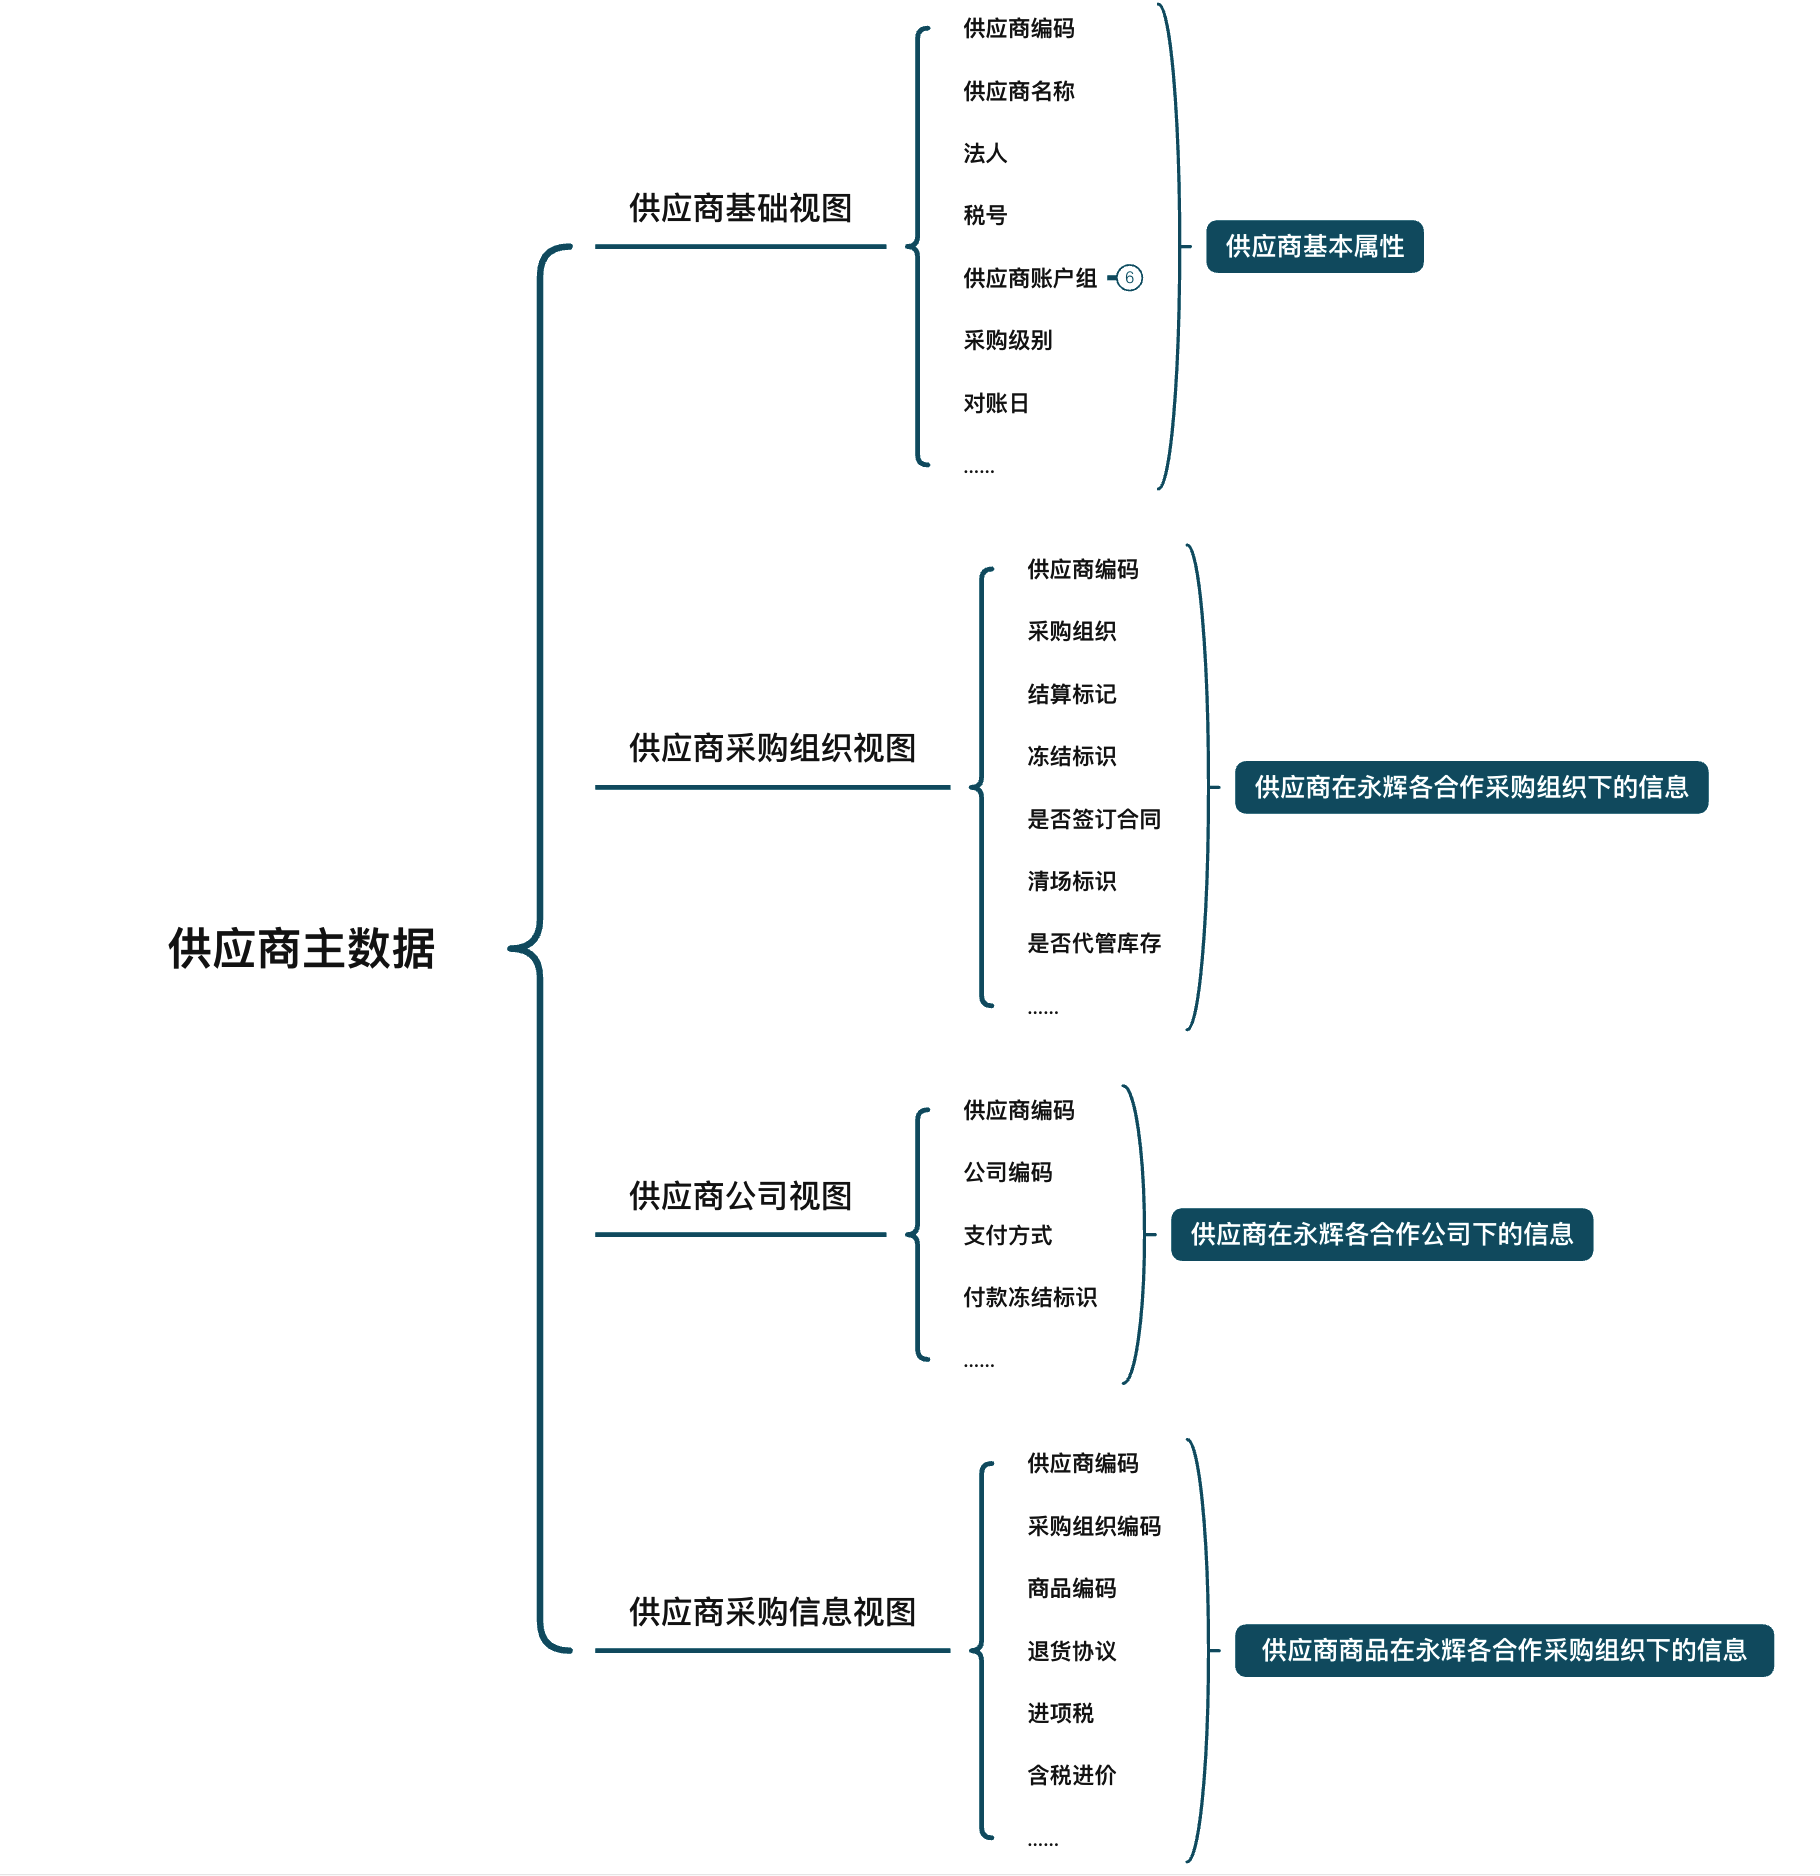 供应商主数据
供应商基础视图
供应商编码
供应商名称
法人
税号
供应商账户组 6
采购级别
对账日
......
供应商基本属性
供应商采购组织视图
供应商编码
采购组织
结算标记
冻结标识
是否签订合同
清场标识
是否代管库存
......
供应商在永辉各合作采购组织下的信息
供应商公司视图
供应商编码
公司编码
支付方式
付款冻结标识
......
供应商在永辉各合作公司下的信息
供应商采购信息视图
供应商编码
采购组织编码
商品编码
退货协议
进项税
含税进价
......
供应商商品在永辉各合作采购组织下的信息